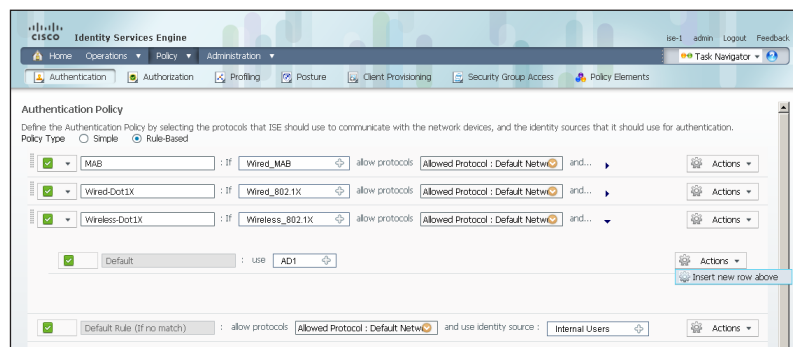 CISCO Identity Services Engine ise-1 admin Logout Feedback
Home Operations Policy Administration Task Navigator
Authentication Authorization Profiling Posture Client Provisioning Security Group Access Policy Elements
Authentication Policy
Define the Authentication Policy by selecting the protocols that ISE should use to communicate with the network devices, and the identity sources that it should use for authentication.
Policy Type Simple Rule-Based
MAB : If Wired_MAB allow protocols Allowed Protocol : Default Netw and... Actions
Wired-Dot1X : If Wired_802.1X allow protocols Allowed Protocol : Default Netw and... Actions
Wireless-Dot1X : If Wireless_802.1X allow protocols Allowed Protocol : Default Netw and... Actions
Default : use AD1 Actions
Insert new row above
Default Rule (If no match) : allow protocols Allowed Protocol : Default Netw and use identity source : Internal Users Actions